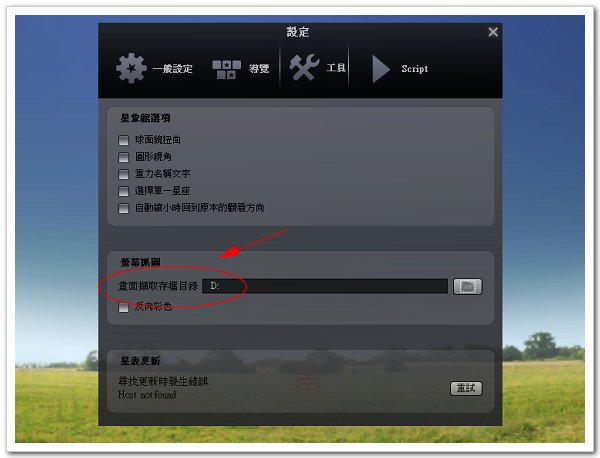 設定
一般設定 導覽 工具 Script
星象館選項
球面鏡扭曲
圓形視角
重力名稱文字
選擇單一星座
自動縮小時回到原本的觀看方向
螢幕抓圖
畫面擷取存檔目錄 D:
反向彩色
星表更新
尋找更新時發生錯誤:
Host not found
重試
南